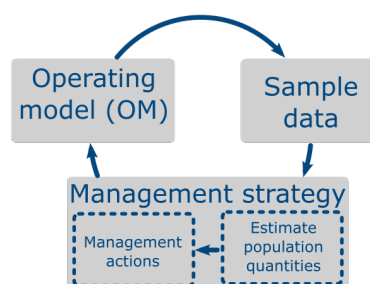 Operating
model (OM)
Sample
data
Management strategy
Management
actions
Estimate
population
quantities